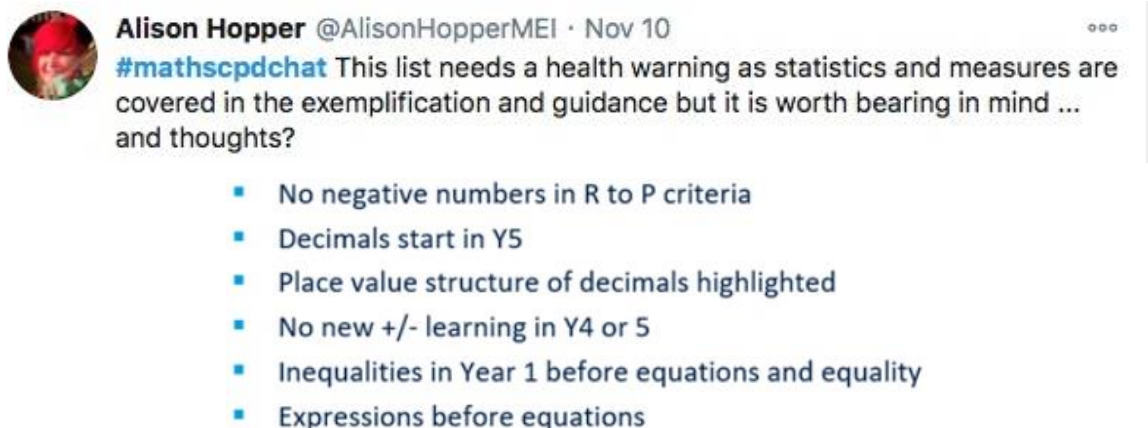 Alison Hopper @AlisonHopperMEI · Nov 10
#mathscpdchat This list needs a health warning as statistics and measures are
covered in the exemplification and guidance but it is worth bearing in mind ...
and thoughts?
▪ No negative numbers in R to P criteria
▪ Decimals start in Y5
▪ Place value structure of decimals highlighted
▪ No new +/- learning in Y4 or 5
▪ Inequalities in Year 1 before equations and equality
▪ Expressions before equations